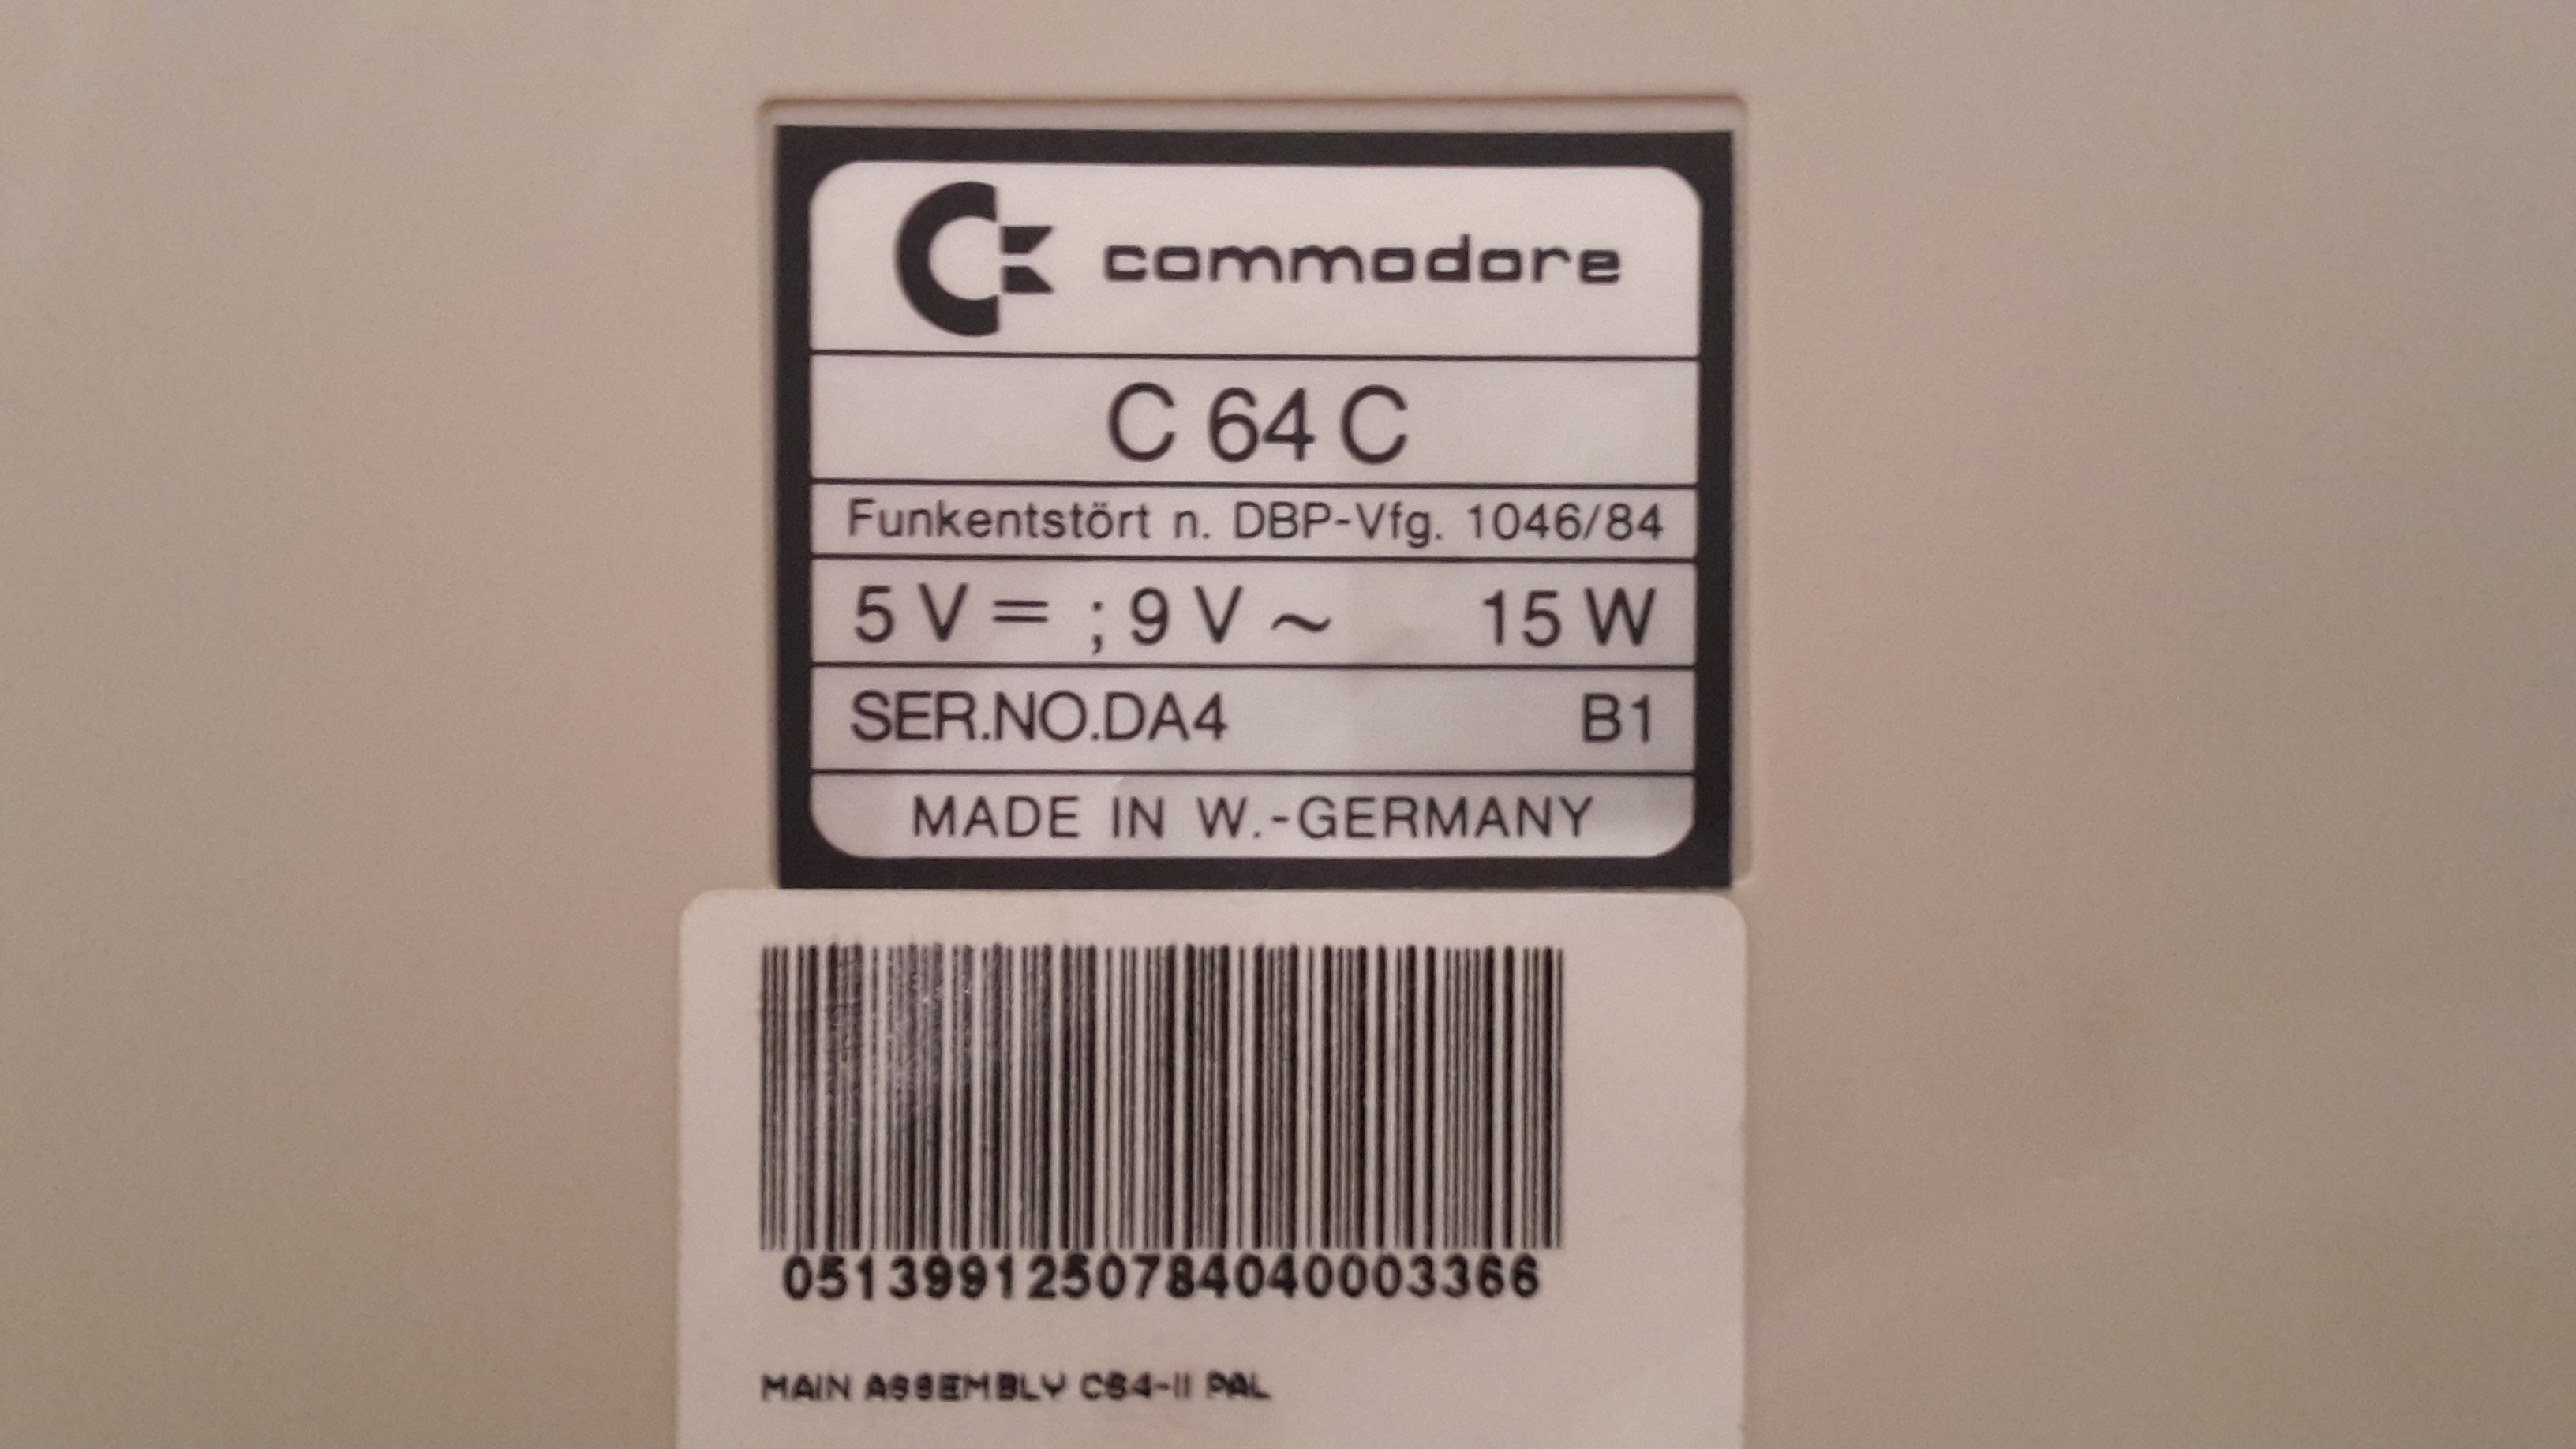 commodore
C 64 C
Funkentstört n. DBP-Vfg. 1046/84
5 V = ; 9 V ~ 15 W
SER.NO.DA4 B1
MADE IN W.-GERMANY
0513991250784040003366
MAIN ASSEMBLY C64-II PAL